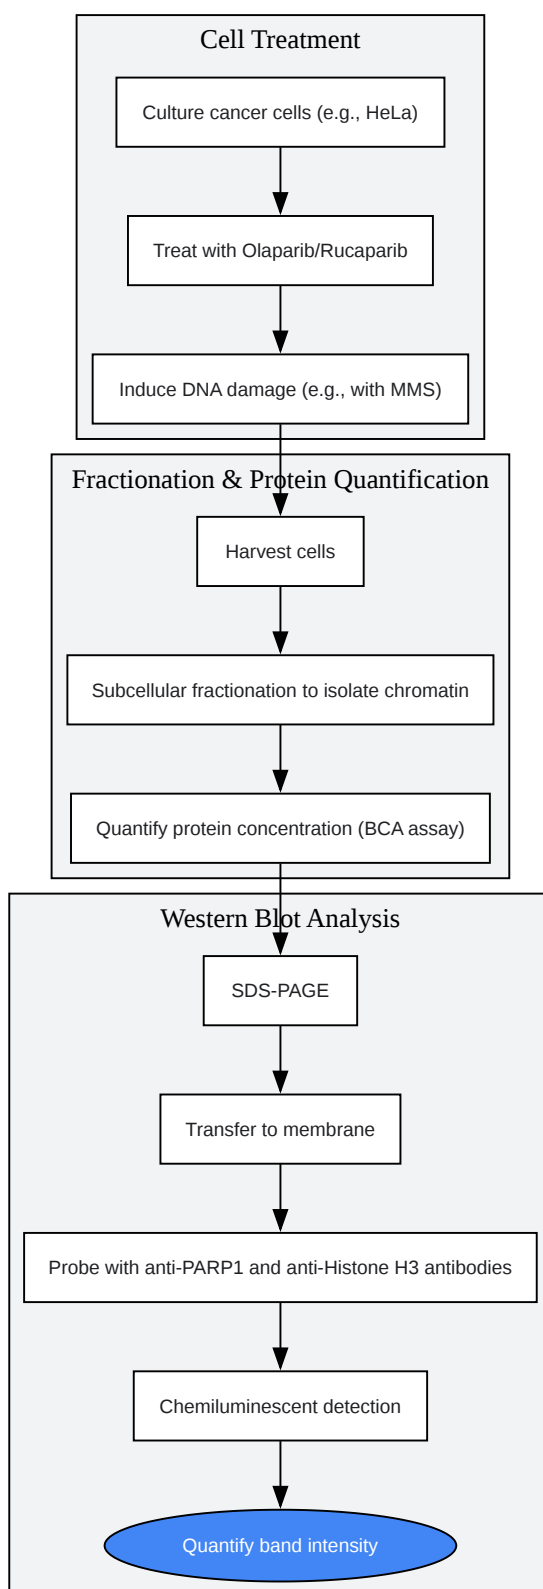 Cell Treatment
Culture cancer cells (e.g., HeLa)
Treat with Olaparib/Rucaparib
Induce DNA damage (e.g., with MMS)
Fractionation & Protein Quantification
Harvest cells
Subcellular fractionation to isolate chromatin
Quantify protein concentration (BCA assay)
Western Blot Analysis
SDS-PAGE
Transfer to membrane
Probe with anti-PARP1 and anti-Histone H3 antibodies
Chemiluminescent detection
Quantify band intensity